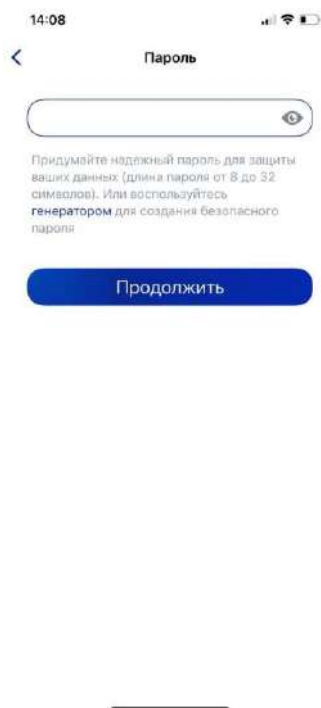 14:08
Пароль
Придумайте надежный пароль для защиты
ваших данных (длина пароля от 8 до 32
символов). Или воспользуйтесь
генератором для создания безопасного
пароля
Продолжить